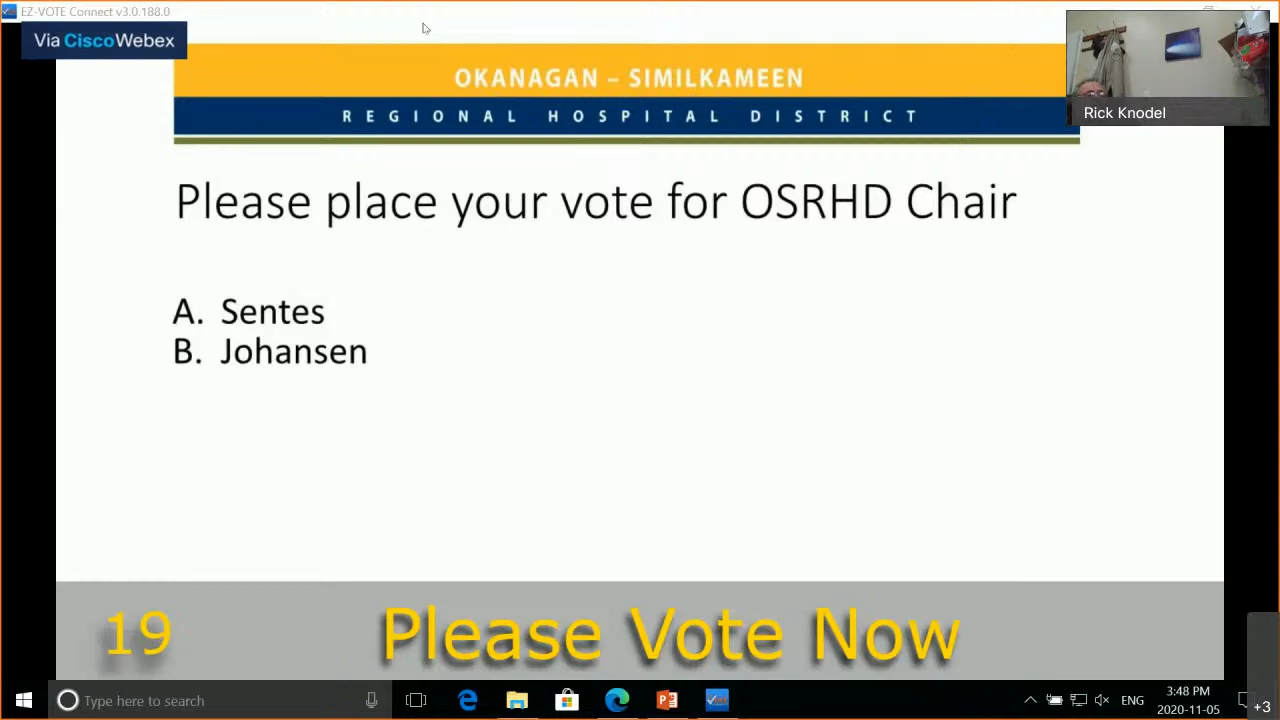 EZ-VOTE Connect v3.0.188.0
Via CiscoWebex
OKANAGAN – SIMILKAMEEN
REGIONAL HOSPITAL DISTRICT
Rick Knodel
Please place your vote for OSRHD Chair
A. Sentes
B. Johansen
19
Please Vote Now
Type here to search
ENG
3:48 PM
2020-11-05
+3